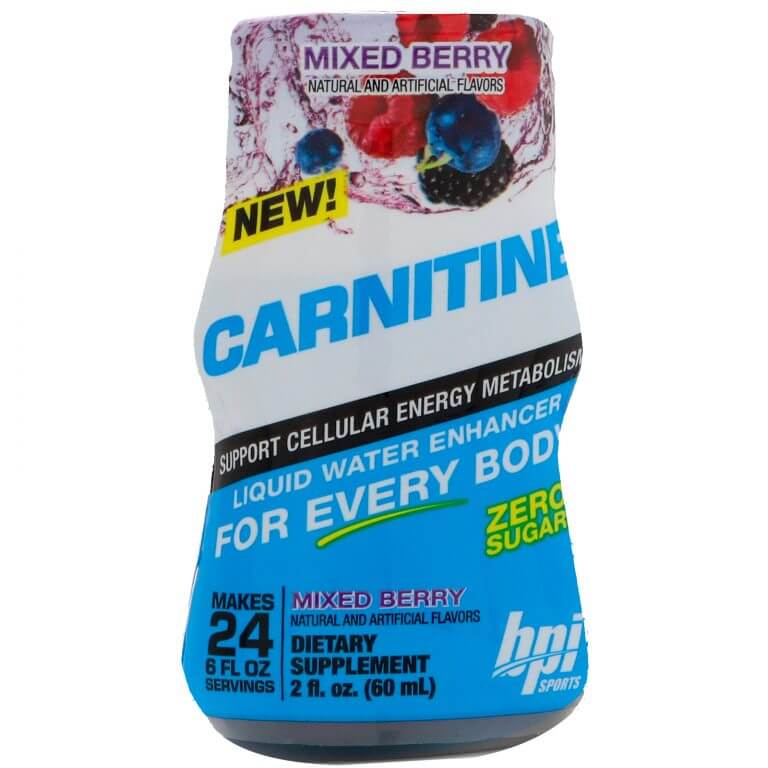 MIXED BERRY
NATURAL AND ARTIFICIAL FLAVORS
NEW!
CARNITINE
SUPPORT CELLULAR ENERGY METABOLISM
LIQUID WATER ENHANCER
FOR EVERY BODY
ZERO
SUGAR
MAKES
24
6 FL OZ
SERVINGS
MIXED BERRY
NATURAL AND ARTIFICIAL FLAVORS
DIETARY
SUPPLEMENT
2 fl. oz. (60 mL)
bpi
SPORTS